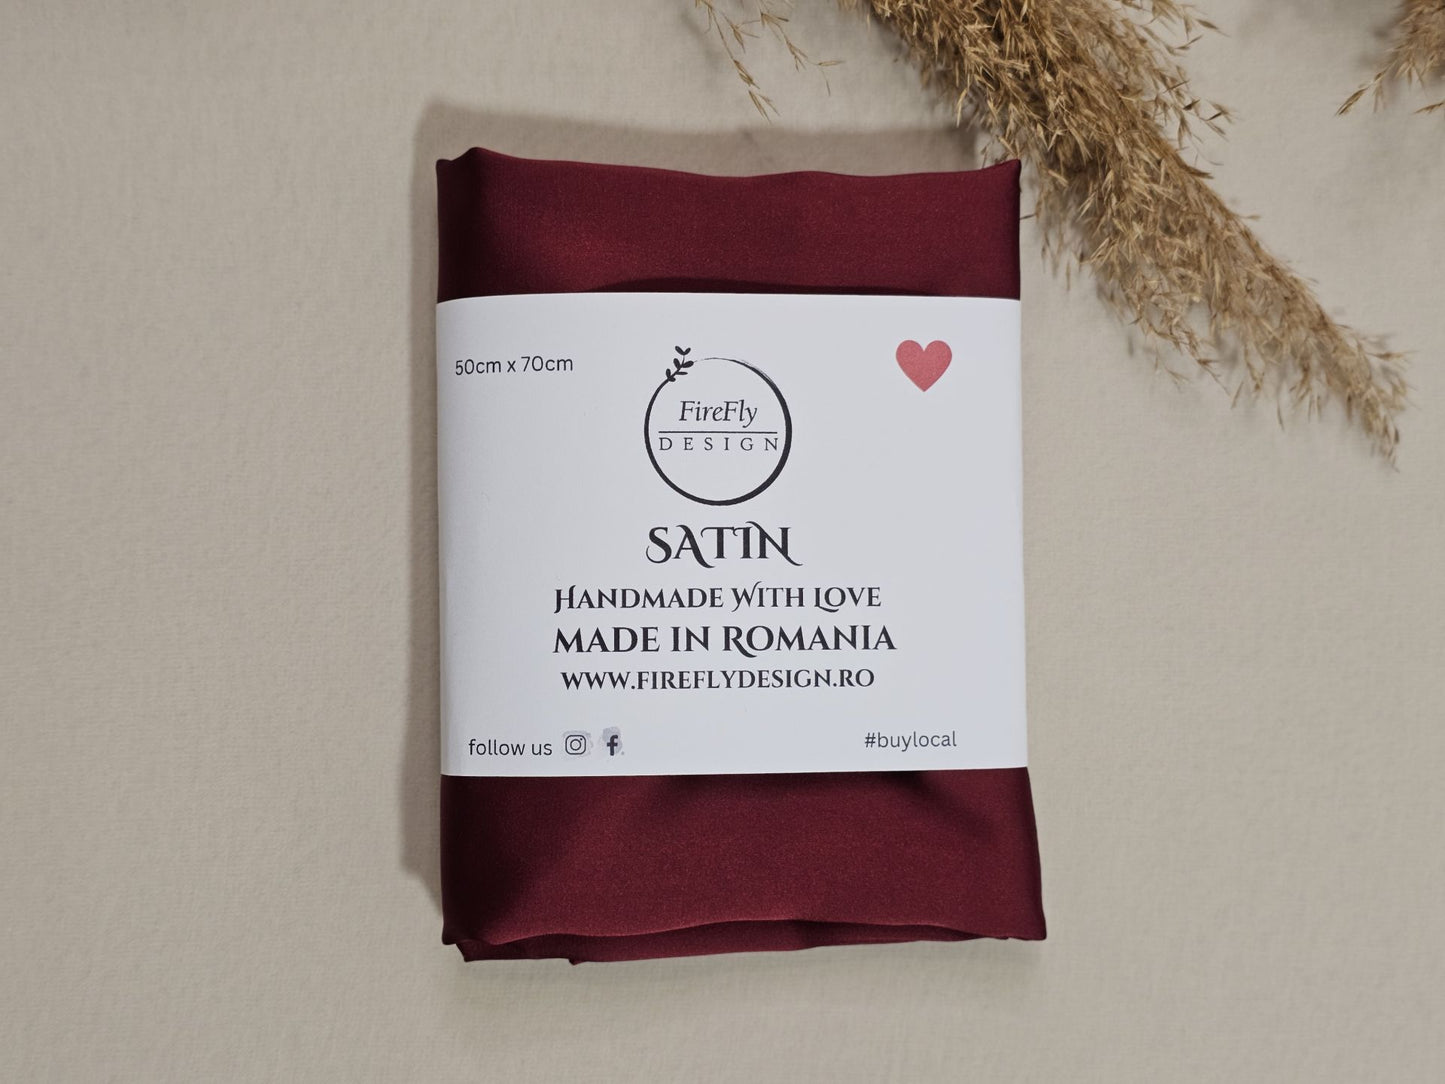 50cm x 70cm
FireFly
DESIGN
SATIN
HANDMADE WITH LOVE
MADE IN ROMANIA
WWW.FIREFLYDESIGN.RO
follow us
#buylocal